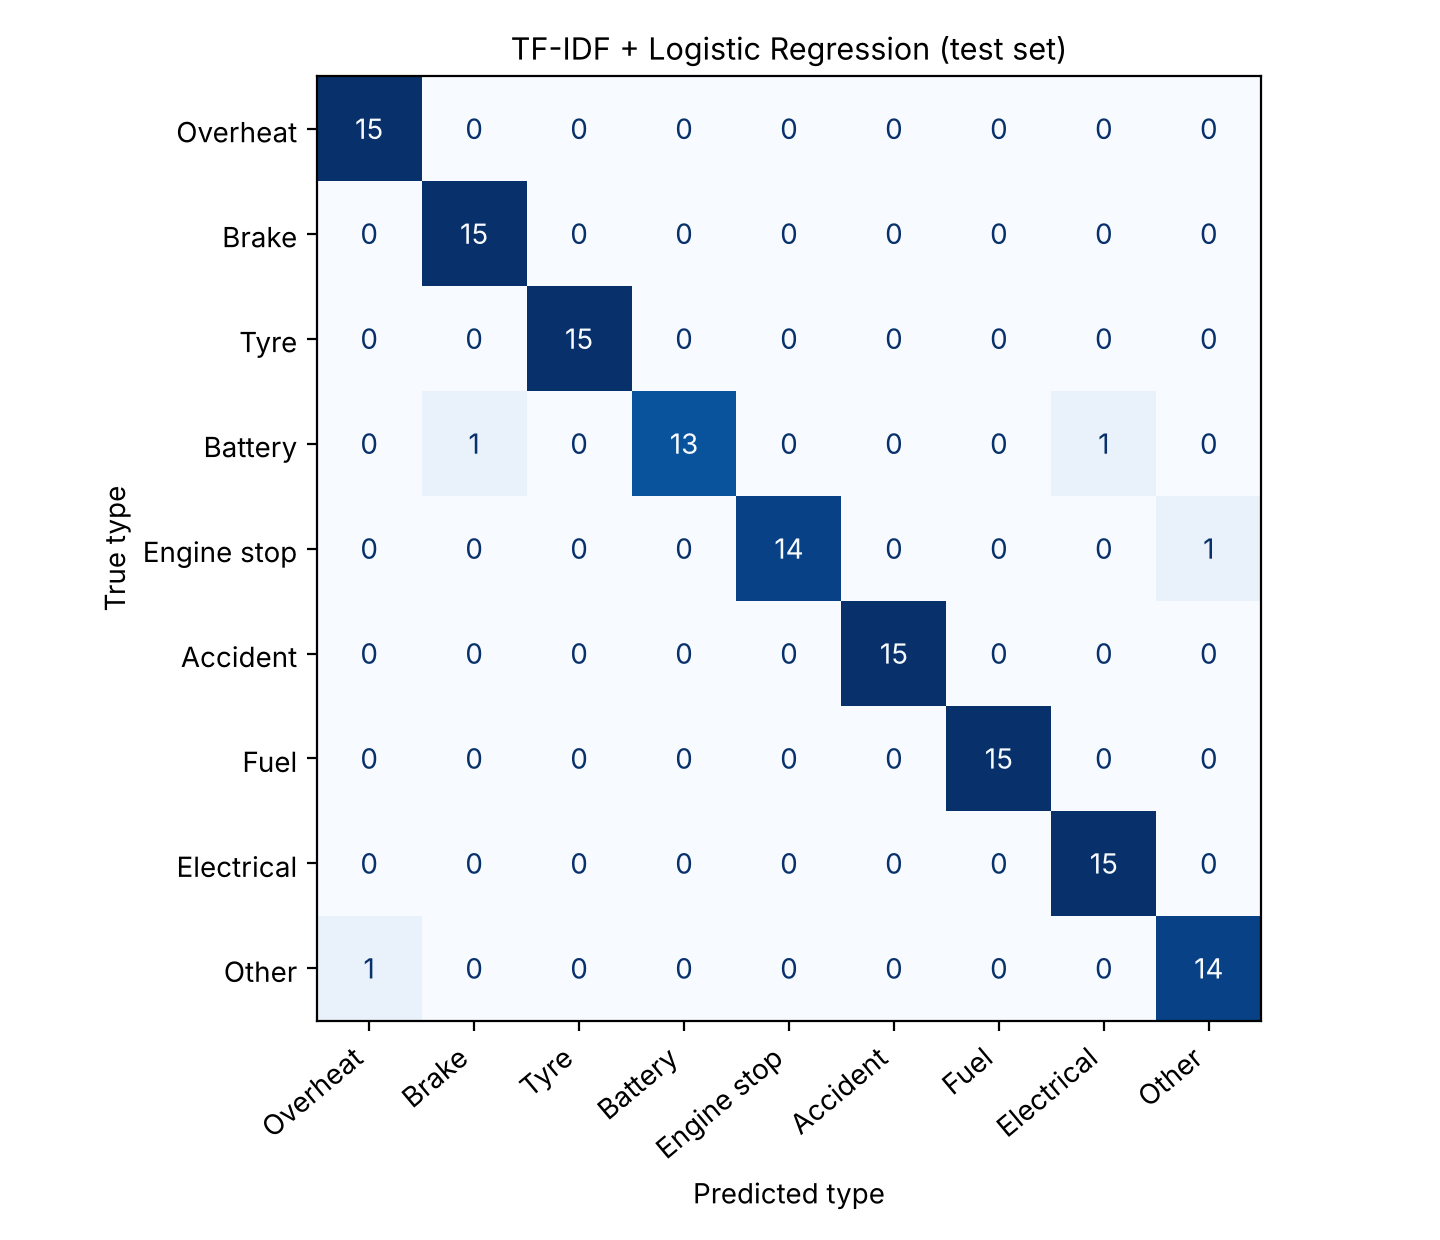 TF-IDF + Logistic Regression (test set)
Overheat 15 0 0 0 0 0 0 0 0
Brake 0 15 0 0 0 0 0 0 0
Tyre 0 0 15 0 0 0 0 0 0
Battery 0 1 0 13 0 0 0 1 0
Engine stop 0 0 0 0 14 0 0 0 1
Accident 0 0 0 0 0 15 0 0 0
Fuel 0 0 0 0 0 0 15 0 0
Electrical 0 0 0 0 0 0 0 15 0
Other 1 0 0 0 0 0 0 0 14
True type
Overheat Brake Tyre Battery Engine stop Accident Fuel Electrical Other
Predicted type